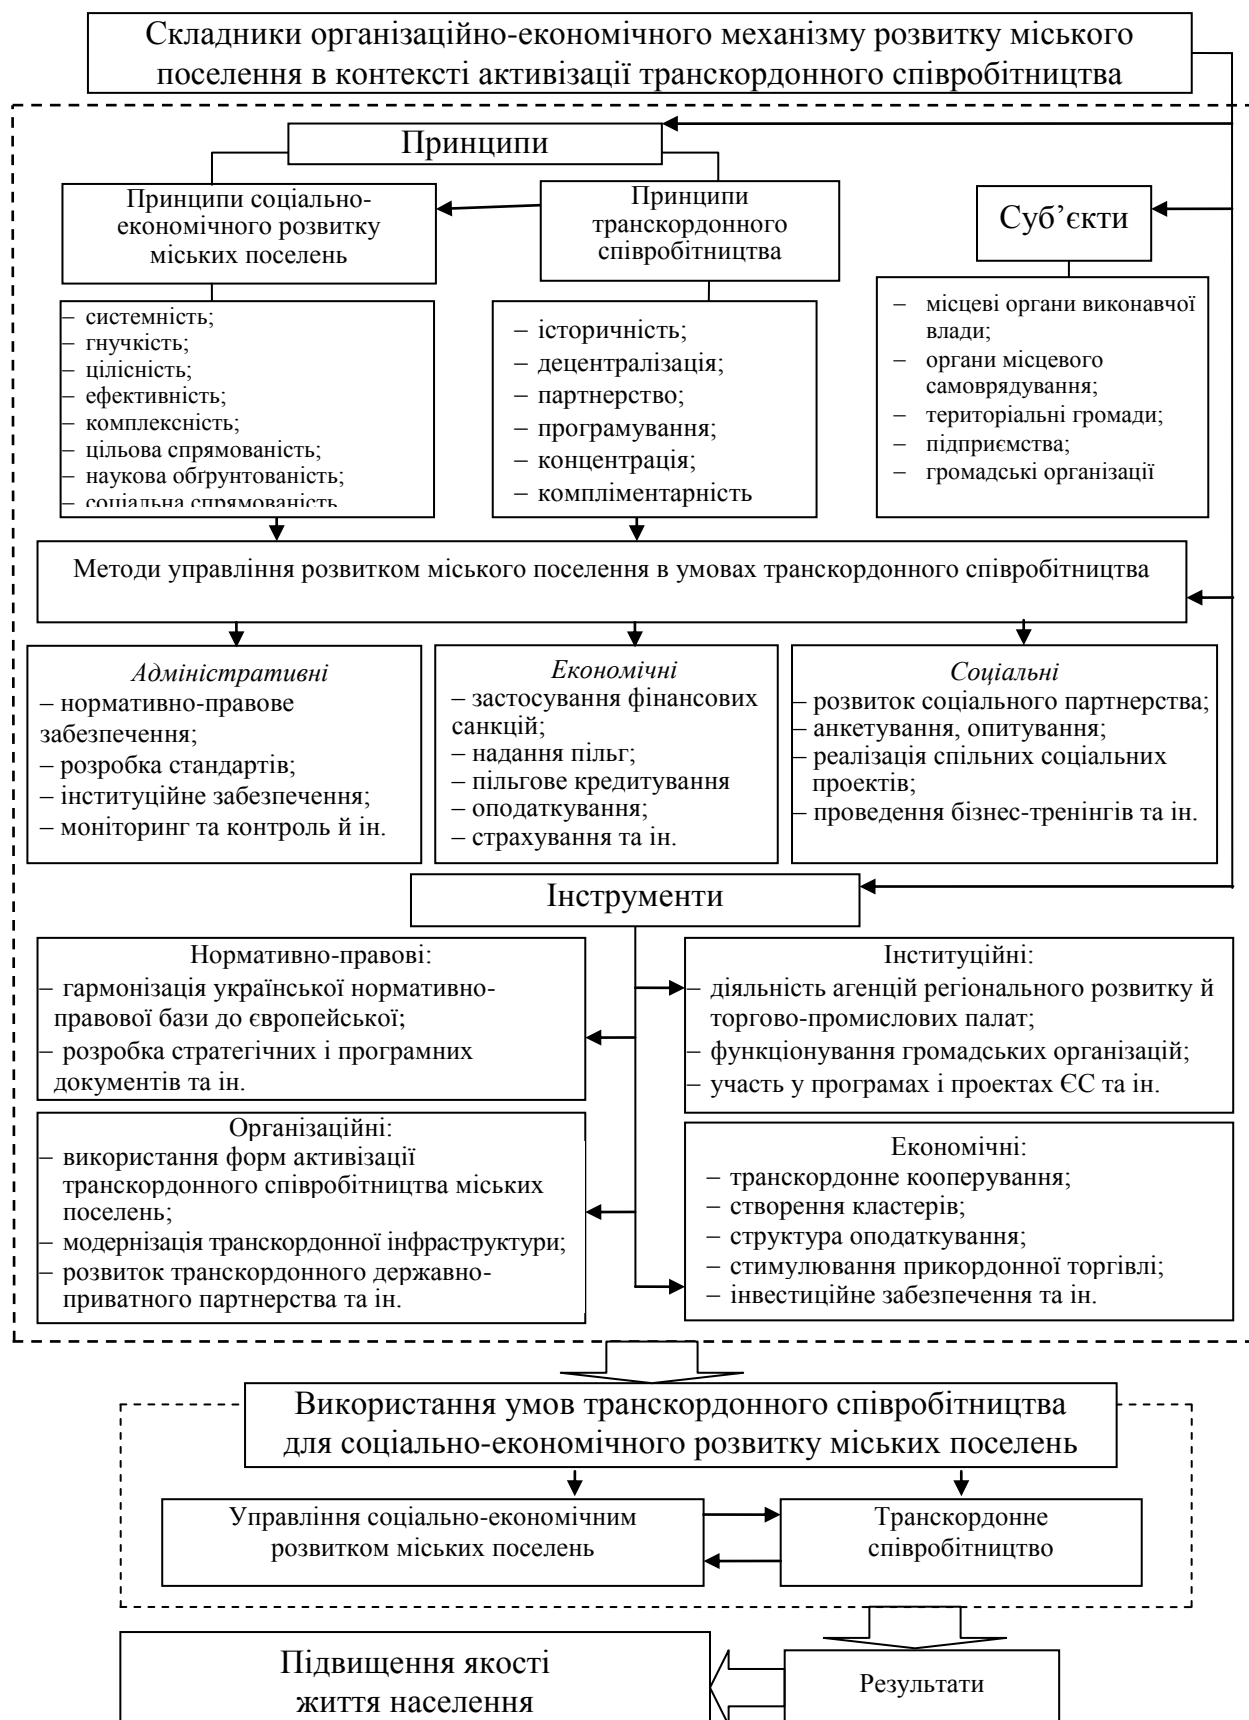 Складники організаційно-економічного механізму розвитку міського
поселення в контексті активізації транскордонного співробітництва
Принципи
Принципи соціально-
економічного розвитку
міських поселень
Принципи
транскордонного
співробітництва
Суб’єкти
– системність;
– гнучкість;
– цілісність;
– ефективність;
– комплексність;
– цільова спрямованість;
– наукова обґрунтованість;
– соціальна спрямованість
– історичність;
– децентралізація;
– партнерство;
– програмування;
– концентрація;
– компліментарність
– місцеві органи виконавчої
влади;
– органи місцевого
самоврядування;
– територіальні громади;
– підприємства;
– громадські організації
Методи управління розвитком міського поселення в умовах транскордонного співробітництва
Адміністративні
– нормативно-правове
забезпечення;
– розробка стандартів;
– інституційне забезпечення;
– моніторинг та контроль й ін.
Економічні
– застосування фінансових
санкцій;
– надання пільг;
– пільгове кредитування
– оподаткування;
– страхування та ін.
Соціальні
– розвиток соціального партнерства;
– анкетування, опитування;
– реалізація спільних соціальних
проектів;
– проведення бізнес-тренінгів та ін.
Інструменти
Нормативно-правові:
– гармонізація української нормативно-
правової бази до європейської;
– розробка стратегічних і програмних
документів та ін.
Інституційні:
– діяльність агенцій регіонального розвитку й
торгово-промислових палат;
– функціонування громадських організацій;
– участь у програмах і проектах ЄС та ін.
Організаційні:
– використання форм активізації
транскордонного співробітництва міських
поселень;
– модернізація транскордонної інфраструктури;
– розвиток транскордонного державно-
приватного партнерства та ін.
Економічні:
– транскордонне кооперування;
– створення кластерів;
– структура оподаткування;
– стимулювання прикордонної торгівлі;
– інвестиційне забезпечення та ін.
Використання умов транскордонного співробітництва
для соціально-економічного розвитку міських поселень
Управління соціально-економічним
розвитком міських поселень
Транскордонне
співробітництво
Підвищення якості
життя населення
Результати